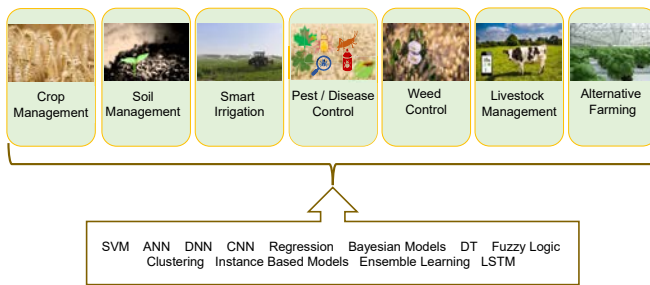 Crop
Management
Soil
Management
Smart
Irrigation
Pest / Disease
Control
Weed
Control
Livestock
Management
Alternative
Farming
SVM ANN DNN CNN Regression Bayesian Models DT Fuzzy Logic
Clustering Instance Based Models Ensemble Learning LSTM